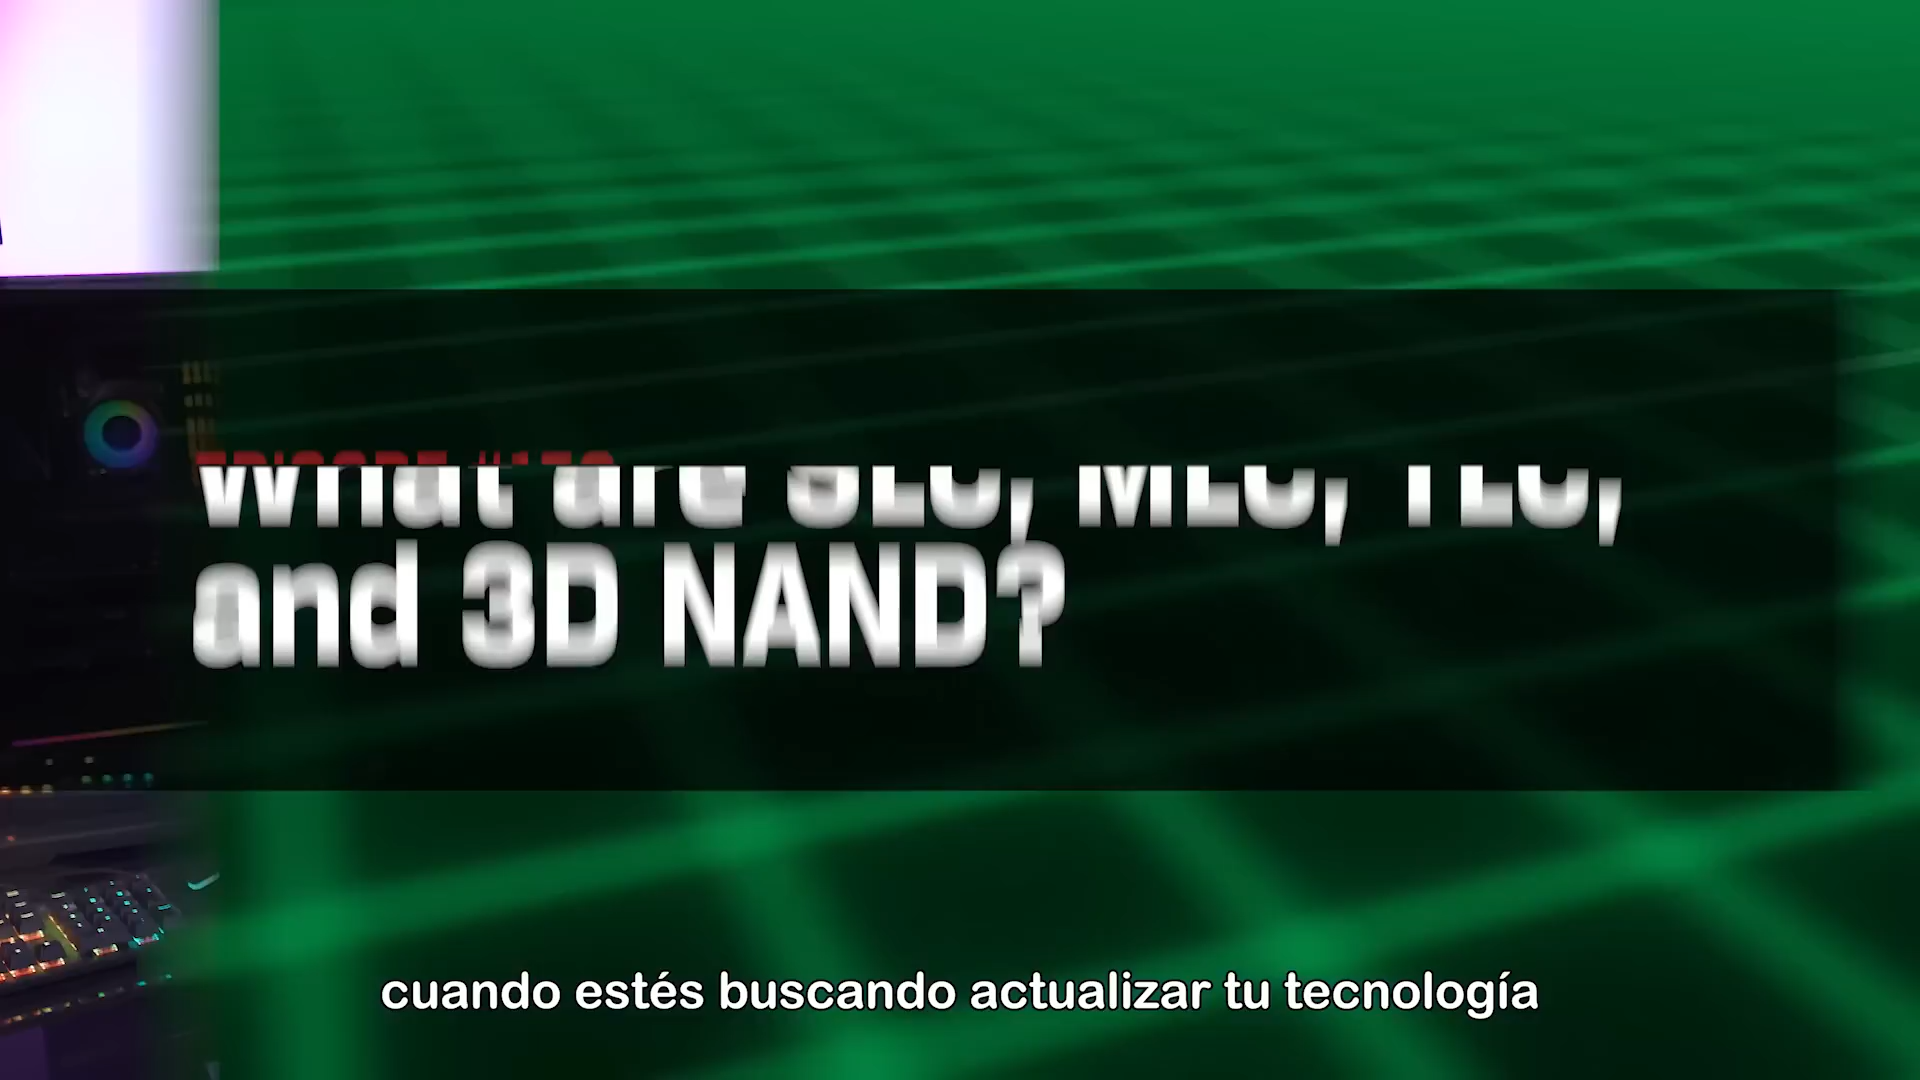 What are SLC, MLC, TLC,
and 3D NAND?
cuando estés buscando actualizar tu tecnología